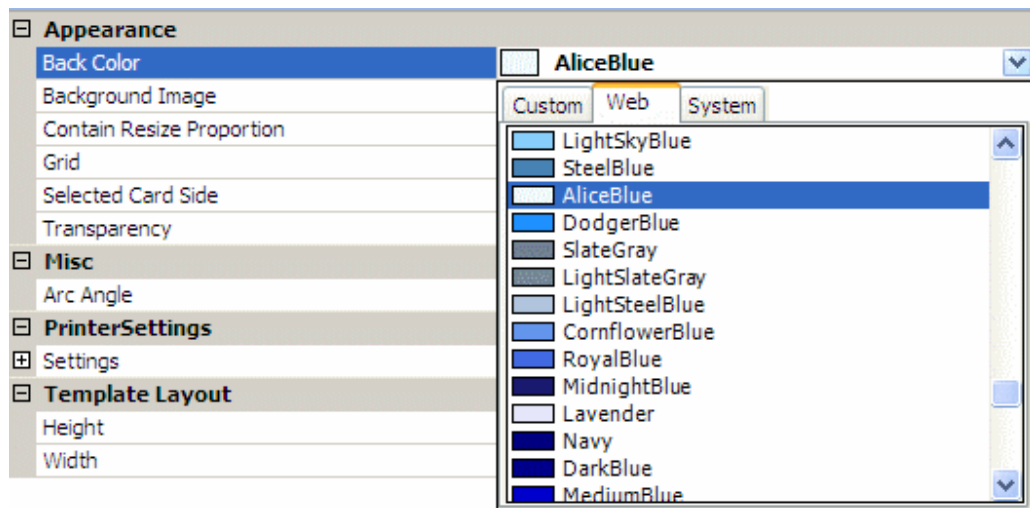 Appearance
Back Color AliceBlue
Background Image
Contain Resize Proportion
Grid
Selected Card Side
Transparency
Misc
Arc Angle
PrinterSettings
Settings
Template Layout
Height
Width
Custom Web System
LightSkyBlue
SteelBlue
AliceBlue
DodgerBlue
SlateGray
LightSlateGray
LightSteelBlue
CornflowerBlue
RoyalBlue
MidnightBlue
Lavender
Navy
DarkBlue
MediumBlue